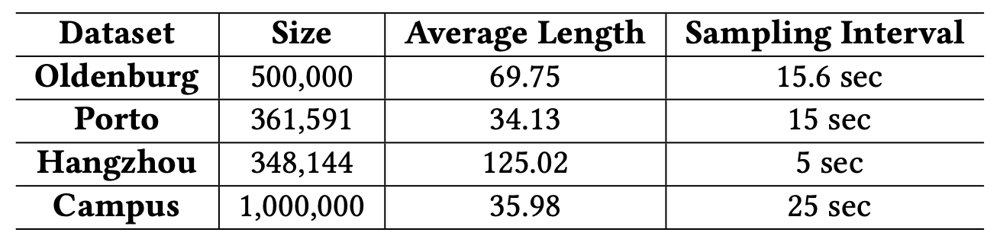 Dataset Size Average Length Sampling Interval
Oldenburg 500,000 69.75 15.6 sec
Porto 361,591 34.13 15 sec
Hangzhou 348,144 125.02 5 sec
Campus 1,000,000 35.98 25 sec